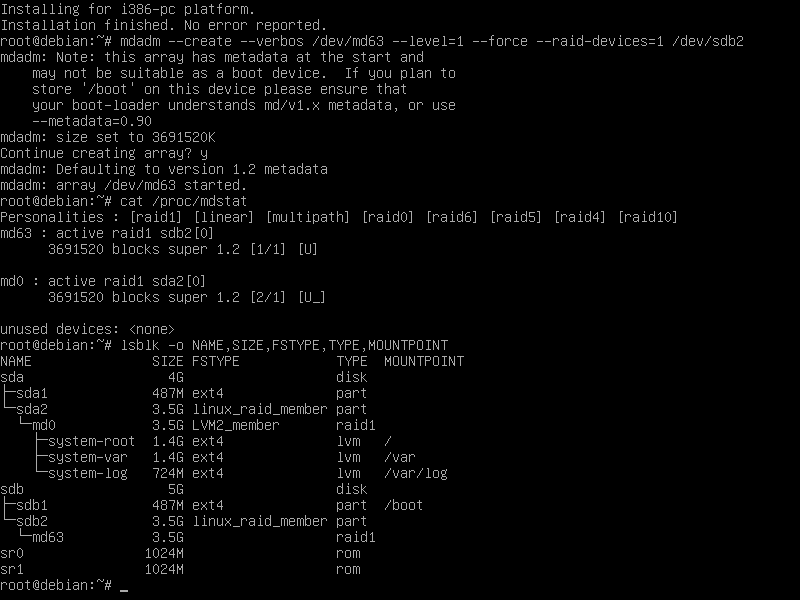 Installing for i386-pc platform.
Installation finished. No error reported.
root@debian:~# mdadm --create --verbos /dev/md63 --level=1 --force --raid-devices=1 /dev/sdb2
mdadm: Note: this array has metadata at the start and
    may not be suitable as a boot device.  If you plan to
    store '/boot' on this device please ensure that
    your boot-loader understands md/v1.x metadata, or use
    --metadata=0.90
mdadm: size set to 3691520K
Continue creating array? y
mdadm: Defaulting to version 1.2 metadata
mdadm: array /dev/md63 started.
root@debian:~# cat /proc/mdstat
Personalities : [raid1] [linear] [multipath] [raid0] [raid6] [raid5] [raid4] [raid10]
md63 : active raid1 sdb2[0]
      3691520 blocks super 1.2 [1/1] [U]

md0 : active raid1 sda2[0]
      3691520 blocks super 1.2 [2/1] [U_]

unused devices: <none>
root@debian:~# lsblk -o NAME,SIZE,FSTYPE,TYPE,MOUNTPOINT
NAME               SIZE FSTYPE            TYPE  MOUNTPOINT
sda                  4G                   disk
├─sda1             487M ext4              part
└─sda2             3.5G linux_raid_member part
  └─md0            3.5G LVM2_member       raid1
    ├─system-root  1.4G ext4              lvm   /
    ├─system-var   1.4G ext4              lvm   /var
    └─system-log   724M ext4              lvm   /var/log
sdb                  5G                   disk
├─sdb1             487M ext4              part  /boot
└─sdb2             3.5G linux_raid_member part
  └─md63           3.5G                   raid1
sr0               1024M                   rom
sr1               1024M                   rom
root@debian:~# _